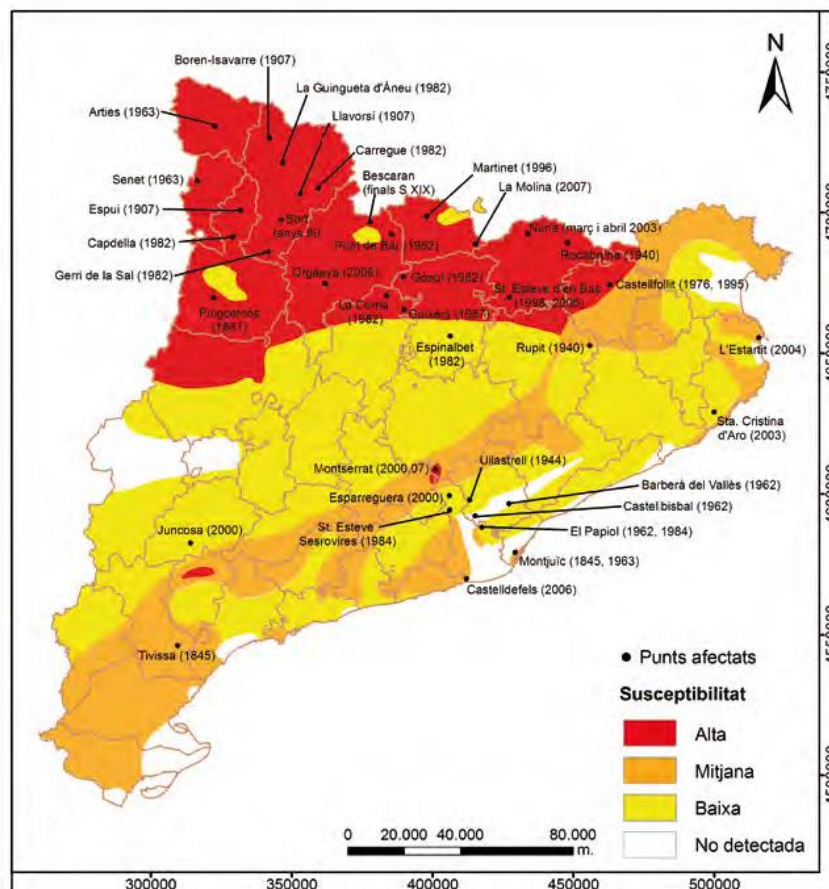 N
Boren-Isavarre (1907)
La Guingueta d'Àneu (1982)
Arties (1963)
Llavorsí (1907)
Carregue (1982)
Bescaran
(finals S XIX)
Martinet (1996)
La Molina (2007)
Senet (1963)
Espui (1907)
Sort
Núria (març i abril 2003)
Rocabruna (1940)
Capdella (1982)
Gerri de la Sal
(1982)
Organyà (2006)
Gósol (1982)
St. Esteve d'en Bas
Castellfollit (1976, 1995)
La Coma
(1982)
Espinalbet
(1982)
Rupit (1940)
L'Estartit (2004)
Sta. Cristina
d'Aro (2003)
Montserrat (2000,07)
Ullastrell (1944)
Barberà del Vallès (1962)
Esparreguera (2000)
Castellbisbal (1962)
St. Esteve
Sesrovires
(1984)
El Papiol (1962, 1984)
Juncosa (2000)
Montjuïc (1845, 1963)
Castelldefels (2006)
Tivissa (1845)
Punts afectats
Susceptibilitat
Alta
Mitjana
Baixa
No detectada
0 20.000 40.000 80.000
m.
300000 350000 400000 450000 500000